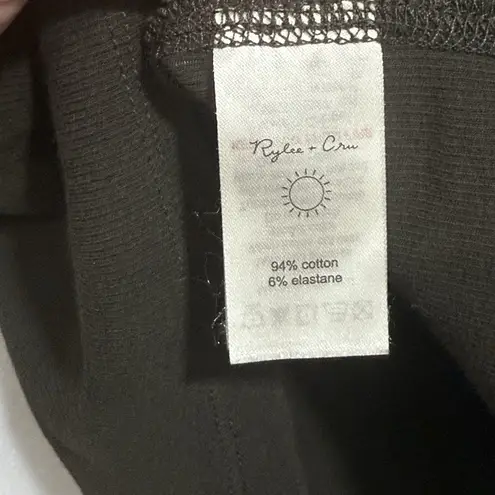 Rylee + Cru
94% cotton
6% elastane